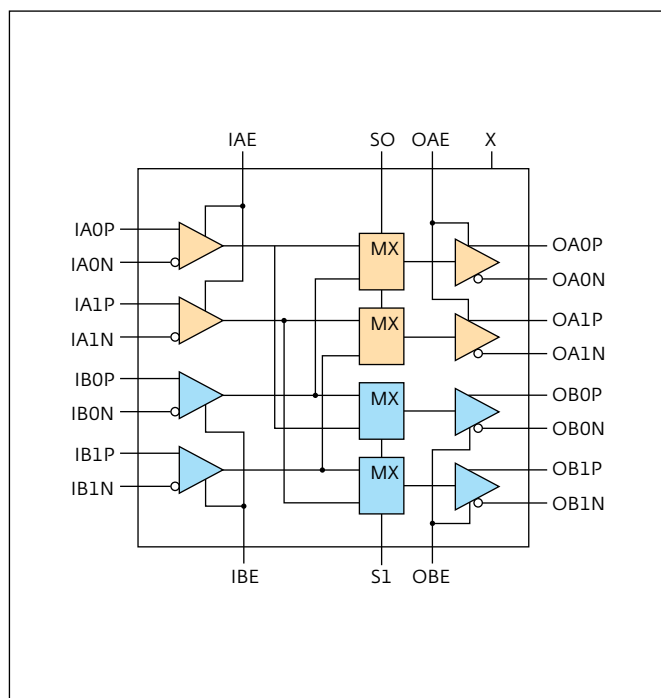 IAE SO OAE X
IA0P
IA0N
IA1P
IA1N
IB0P
IB0N
IB1P
IB1N
MX
MX
MX
MX
OA0P
OA0N
OA1P
OA1N
OB0P
OB0N
OB1P
OB1N
IBE S1 OBE